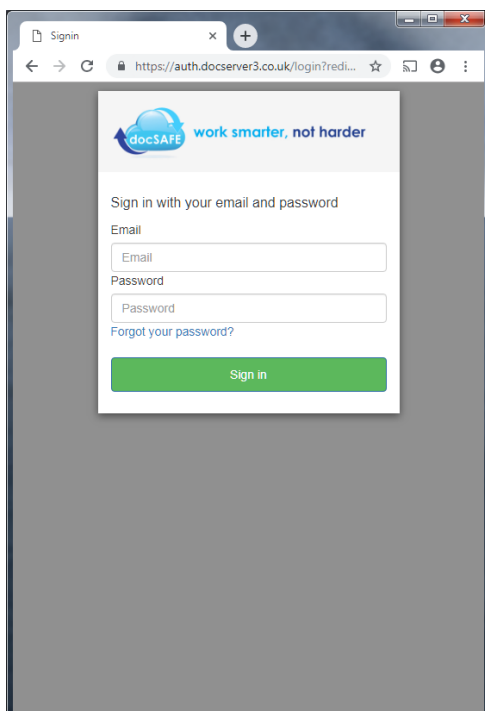 Signin
https://auth.docserver3.co.uk/login?redi...
docSAFE work smarter, not harder
Sign in with your email and password
Email
Email
Password
Password
Forgot your password?
Sign in